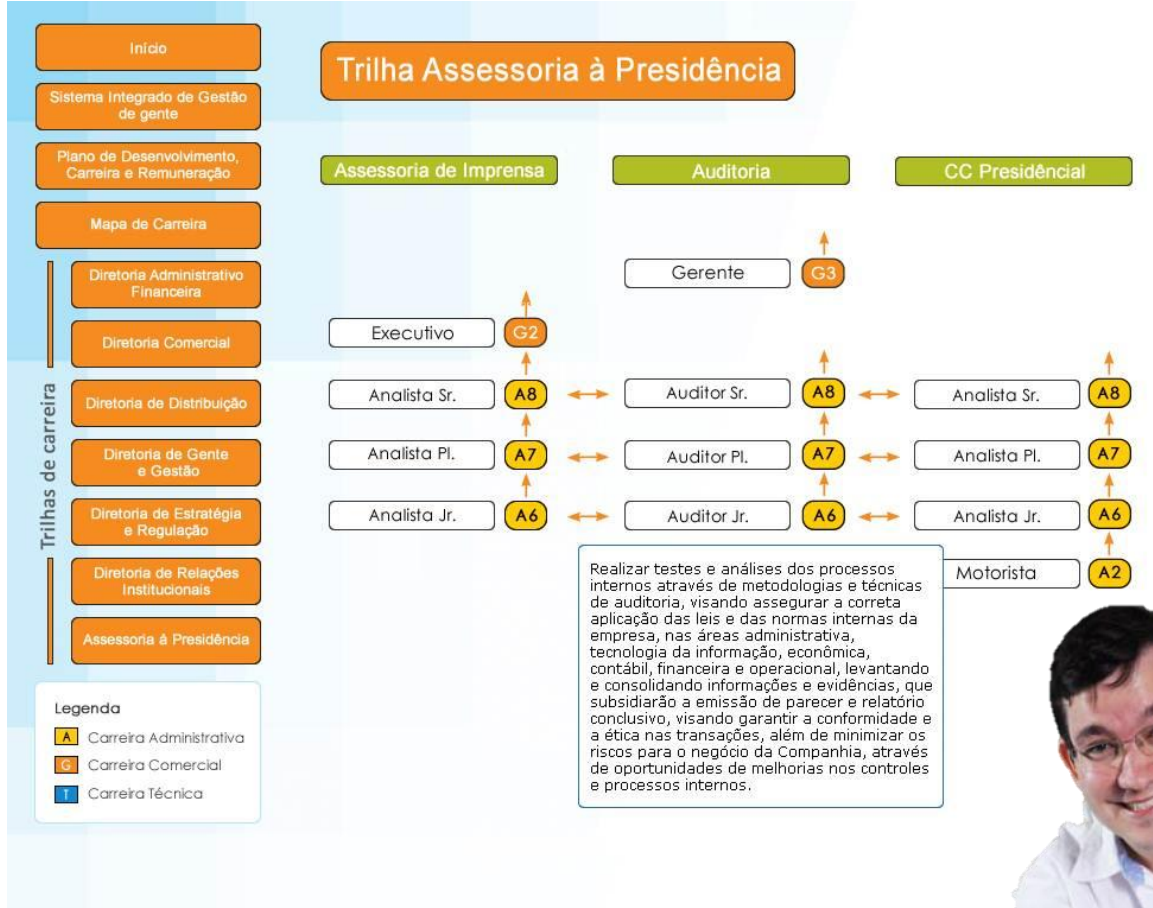 Início
Sistema Integrado de Gestão
de gente
Plano de Desenvolvimento,
Carreira e Remuneração
Mapa de Carreira
Trilhas de carreira
Diretoria Administrativo
Financeira
Diretoria Comercial
Diretoria de Distribuição
Diretoria de Gente
e Gestão
Diretoria de Estratégia
e Regulação
Diretoria de Relações
Institucionais
Assessoria à Presidência
Legenda
A Carreira Administrativa
G Carreira Comercial
T Carreira Técnica
Trilha Assessoria à Presidência
Assessoria de Imprensa
Auditoria
CC Presidêncial
Gerente G3
Executivo G2
Analista Sr. A8 Auditor Sr. A8 Analista Sr. A8
Analista Pl. A7 Auditor Pl. A7 Analista Pl. A7
Analista Jr. A6 Auditor Jr. A6 Analista Jr. A6
Motorista A2
Realizar testes e análises dos processos
internos através de metodologias e técnicas
de auditoria, visando assegurar a correta
aplicação das leis e das normas internas da
empresa, nas áreas administrativa,
tecnologia da informação, econômica,
contábil, financeira e operacional, levantando
e consolidando informações e evidências, que
subsidiarão a emissão de parecer e relatório
conclusivo, visando garantir a conformidade e
a ética nas transações, além de minimizar os
riscos para o negócio da Companhia, através
de oportunidades de melhorias nos controles
e processos internos.